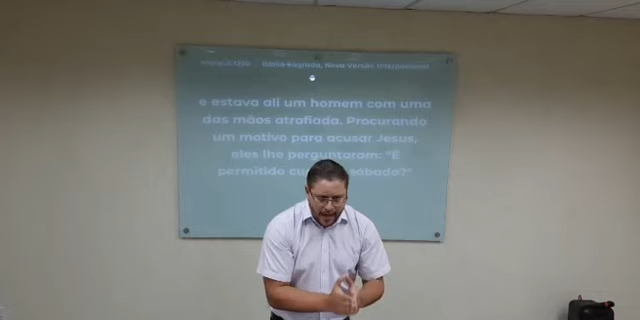 Bíblia Sagrada, Nova Versão Internacional
e estava ali um homem com uma
das mãos atrofiada. Procurando
um motivo para acusar Jesus,
eles lhe perguntaram: "É
permitido sábado?"